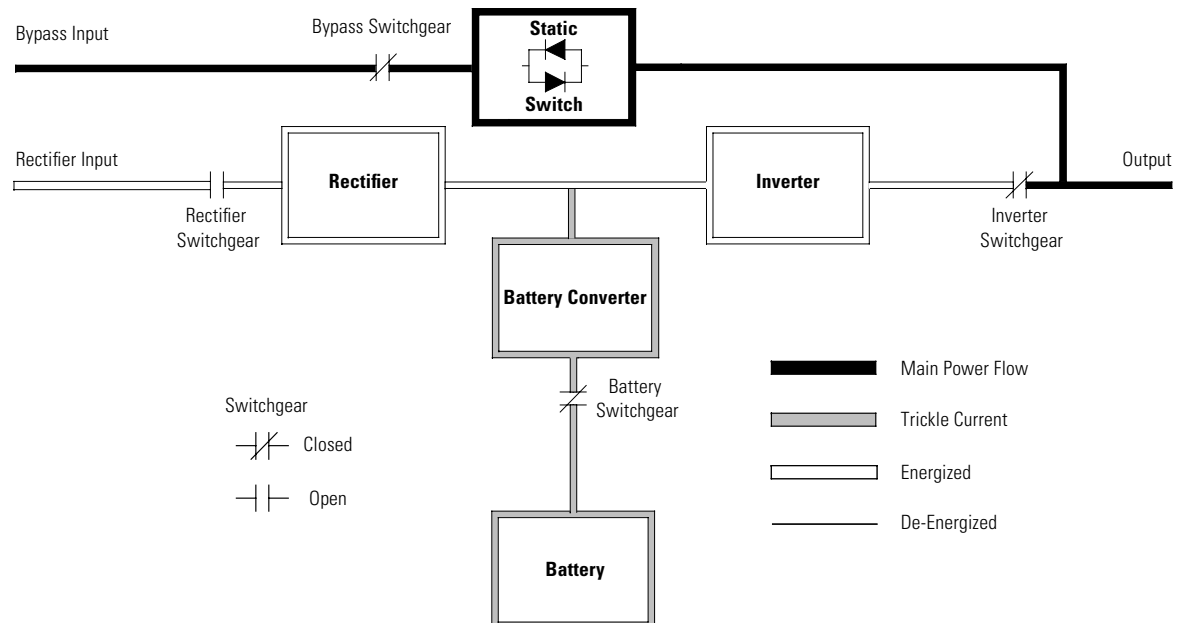 Bypass Input
Bypass Switchgear
Static
Switch
Rectifier Input
Rectifier
Switchgear
Rectifier
Inverter
Output
Inverter
Switchgear
Battery Converter
Battery
Switchgear
Battery
Switchgear
Closed
Open
Main Power Flow
Trickle Current
Energized
De-Energized